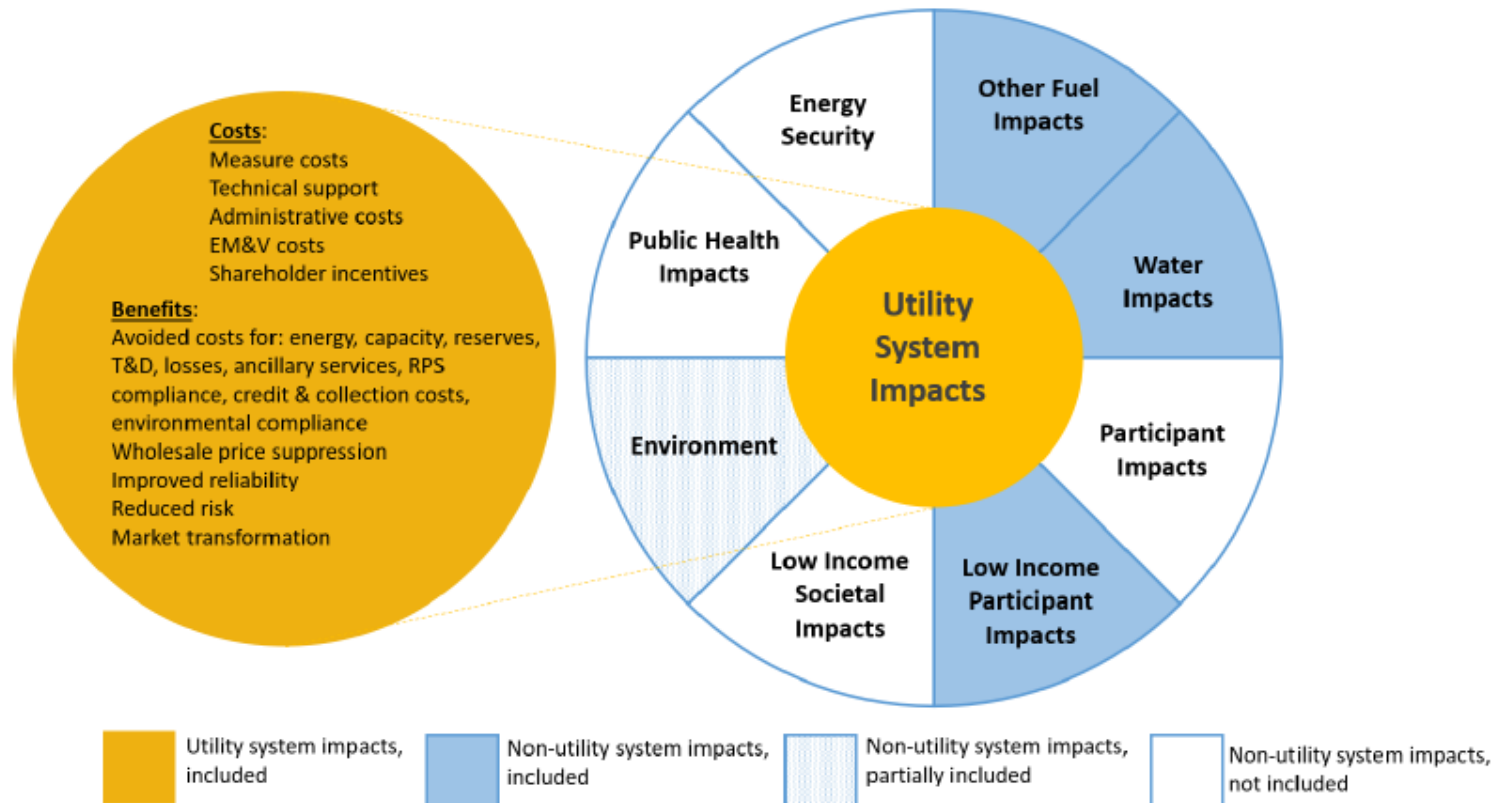 Costs:
Measure costs
Technical support
Administrative costs
EM&V costs
Shareholder incentives
Benefits:
Avoided costs for: energy, capacity, reserves,
T&D, losses, ancillary services, RPS
compliance, credit & collection costs,
environmental compliance
Wholesale price suppression
Improved reliability
Reduced risk
Market transformation
Energy
Security
Other Fuel
Impacts
Public Health
Impacts
Water
Impacts
Utility
System
Impacts
Environment
Participant
Impacts
Low Income
Societal
Impacts
Low Income
Participant
Impacts
Utility system impacts,
included
Non-utility system impacts,
included
Non-utility system impacts,
partially included
Non-utility system impacts,
not included